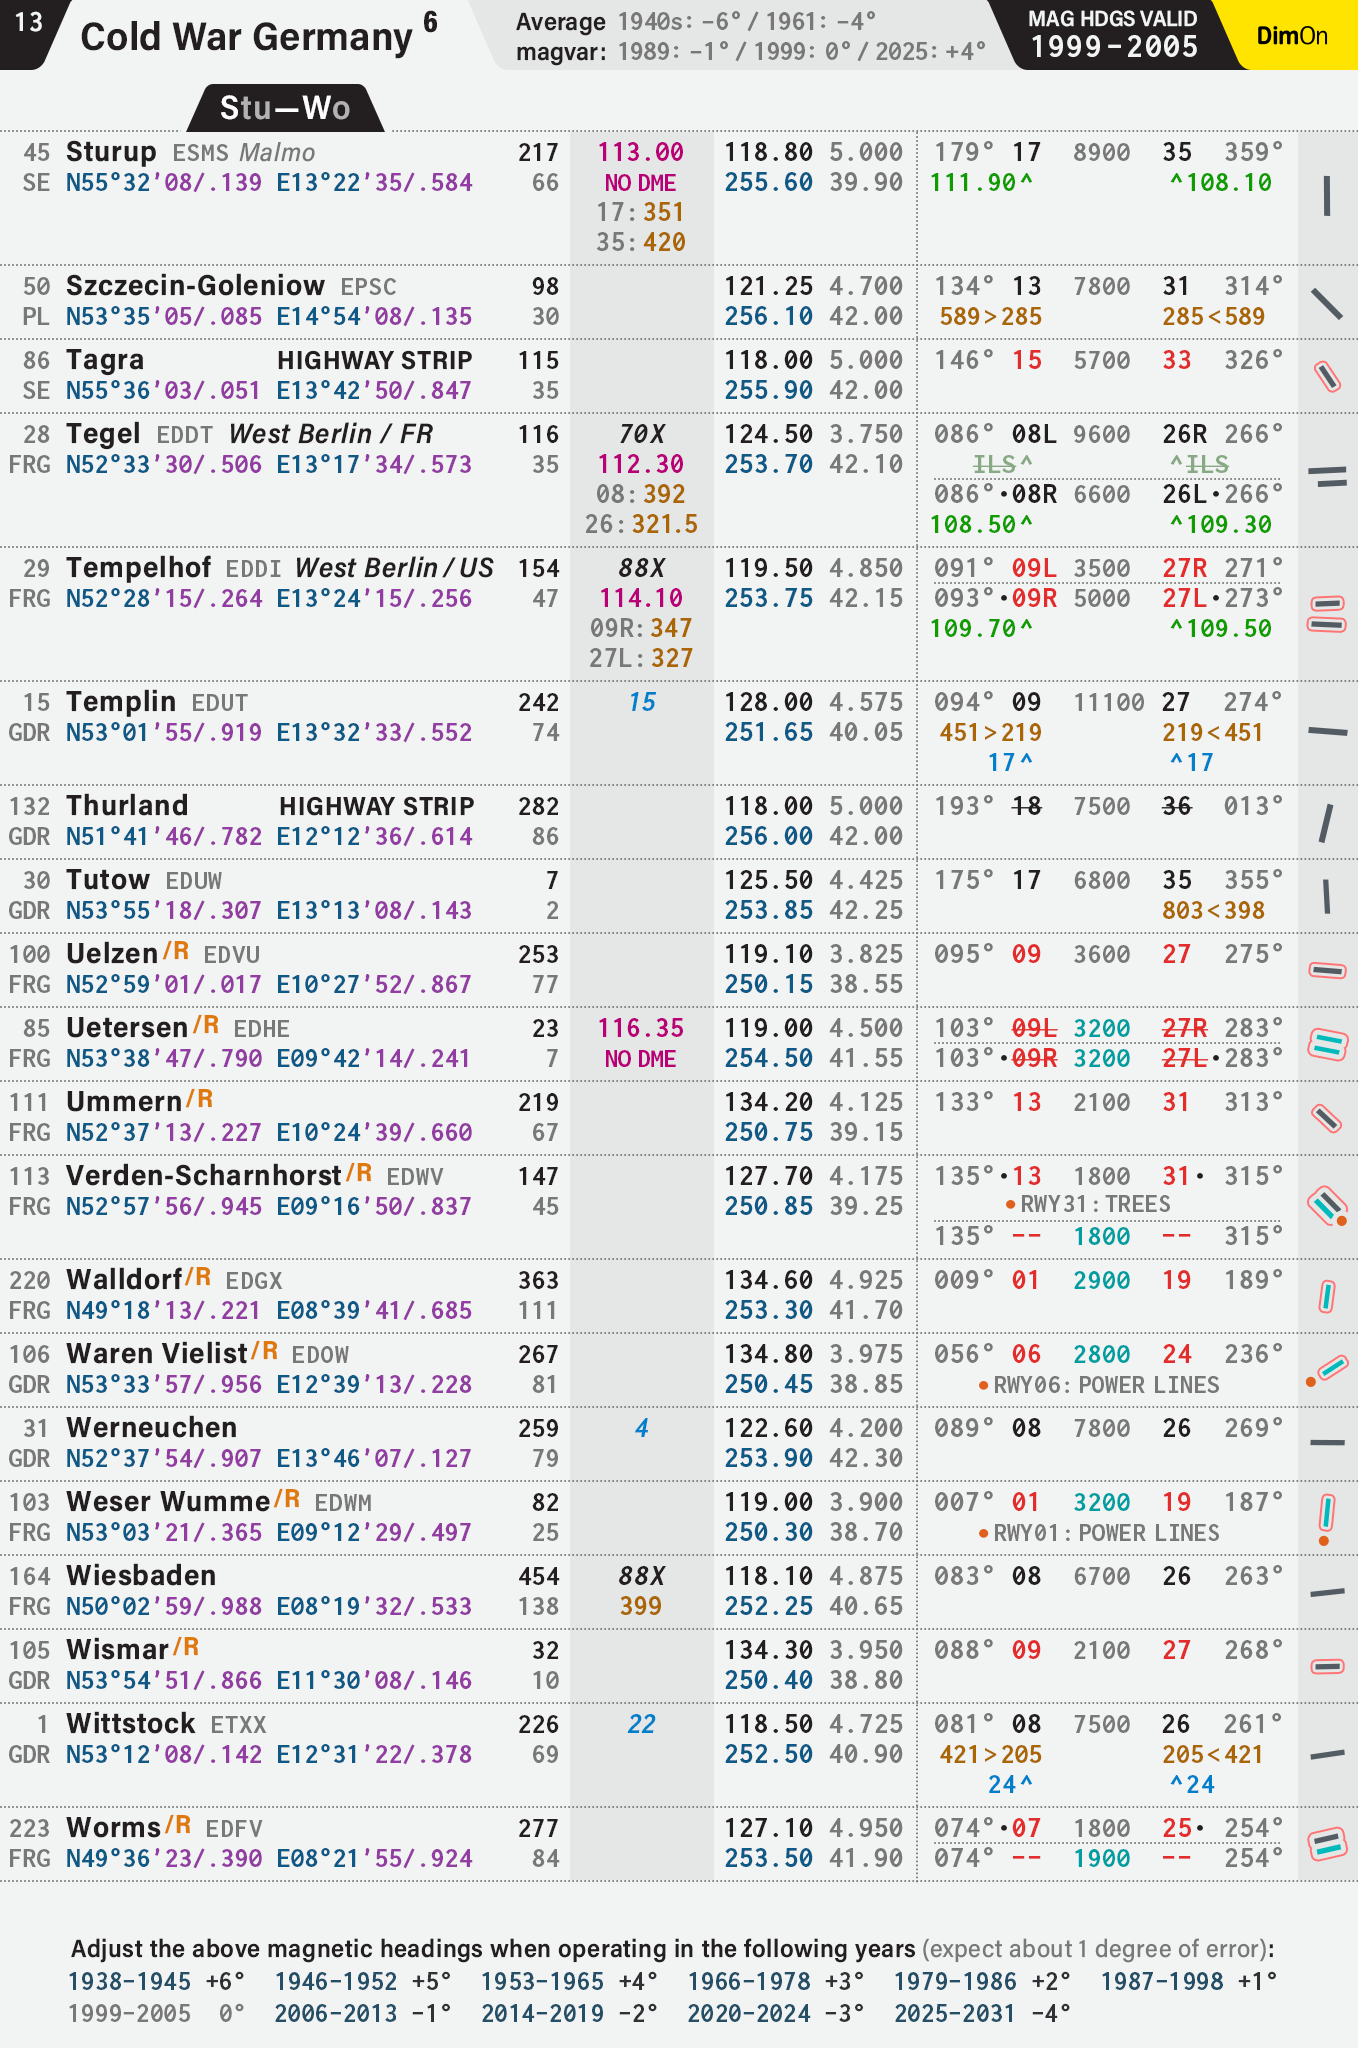 13 Cold War Germany 6 Average 1940s: −6° / 1961: −4° MAG HDGS VALID DimOn
magvar: 1989: −1° / 1999: 0° / 2025: +4° 1999–2005
Stu—Wo
45 Sturup ESMS Malmo 217 113.00 118.80 5.000 179° 17 8900 35 359°
SE N55°32'08/.139 E13°22'35/.584 66 NO DME 255.60 39.90 111.90^ ^108.10
17: 351
35: 420
50 Szczecin-Goleniow EPSC 98 121.25 4.700 134° 13 7800 31 314°
PL N53°35'05/.085 E14°54'08/.135 30 256.10 42.00 589>285 285<589
86 Tagra HIGHWAY STRIP 115 118.00 5.000 146° 15 5700 33 326°
SE N55°36'03/.051 E13°42'50/.847 35 255.90 42.00
28 Tegel EDDT West Berlin / FR 116 70X 124.50 3.750 086° 08L 9600 26R 266°
FRG N52°33'30/.506 E13°17'34/.573 35 112.30 253.70 42.10 ILS^ ^ILS
08: 392 086°•08R 6600 26L•266°
26: 321.5 108.50^ ^109.30
29 Tempelhof EDDI West Berlin / US 154 88X 119.50 4.850 091° 09L 3500 27R 271°
FRG N52°28'15/.264 E13°24'15/.256 47 114.10 253.75 42.15 093°•09R 5000 27L•273°
09R: 347 109.70^ ^109.50
27L: 327
15 Templin EDUT 242 15 128.00 4.575 094° 09 11100 27 274°
GDR N53°01'55/.919 E13°32'33/.552 74 251.65 40.05 451>219 219<451
17^ ^17
132 Thurland HIGHWAY STRIP 282 118.00 5.000 193° 18 7500 36 013°
GDR N51°41'46/.782 E12°12'36/.614 86 256.00 42.00
30 Tutow EDUW 7 125.50 4.425 175° 17 6800 35 355°
GDR N53°55'18/.307 E13°13'08/.143 2 253.85 42.25 803<398
100 Uelzen/R EDVU 253 119.10 3.825 095° 09 3600 27 275°
FRG N52°59'01/.017 E10°27'52/.867 77 250.15 38.55
85 Uetersen/R EDHE 23 116.35 119.00 4.500 103° 09L 3200 27R 283°
FRG N53°38'47/.790 E09°42'14/.241 7 NO DME 254.50 41.55 103°•09R 3200 27L•283°
111 Ummern/R 219 134.20 4.125 133° 13 2100 31 313°
FRG N52°37'13/.227 E10°24'39/.660 67 250.75 39.15
113 Verden-Scharnhorst/R EDWV 147 127.70 4.175 135°•13 1800 31• 315°
FRG N52°57'56/.945 E09°16'50/.837 45 250.85 39.25 •RWY31: TREES
135° –– 1800 –– 315°
220 Walldorf/R EDGX 363 134.60 4.925 009° 01 2900 19 189°
FRG N49°18'13/.221 E08°39'41/.685 111 253.30 41.70
106 Waren Vielist/R EDOW 267 134.80 3.975 056° 06 2800 24 236°
GDR N53°33'57/.956 E12°39'13/.228 81 250.45 38.85 •RWY06: POWER LINES
31 Werneuchen 259 4 122.60 4.200 089° 08 7800 26 269°
GDR N52°37'54/.907 E13°46'07/.127 79 253.90 42.30
103 Weser Wumme/R EDWM 82 119.00 3.900 007° 01 3200 19 187°
FRG N53°03'21/.365 E09°12'29/.497 25 250.30 38.70 •RWY01: POWER LINES
164 Wiesbaden 454 88X 118.10 4.875 083° 08 6700 26 263°
FRG N50°02'59/.988 E08°19'32/.533 138 399 252.25 40.65
105 Wismar/R 32 134.30 3.950 088° 09 2100 27 268°
GDR N53°54'51/.866 E11°30'08/.146 10 250.40 38.80
1 Wittstock ETXX 226 22 118.50 4.725 081° 08 7500 26 261°
GDR N53°12'08/.142 E12°31'22/.378 69 252.50 40.90 421>205 205<421
24^ ^24
223 Worms/R EDFV 277 127.10 4.950 074°•07 1800 25• 254°
FRG N49°36'23/.390 E08°21'55/.924 84 253.50 41.90 074° –– 1900 –– 254°
Adjust the above magnetic headings when operating in the following years (expect about 1 degree of error):
1938–1945 +6° 1946–1952 +5° 1953–1965 +4° 1966–1978 +3° 1979–1986 +2° 1987–1998 +1°
1999–2005 0° 2006–2013 −1° 2014–2019 −2° 2020–2024 −3° 2025–2031 −4°